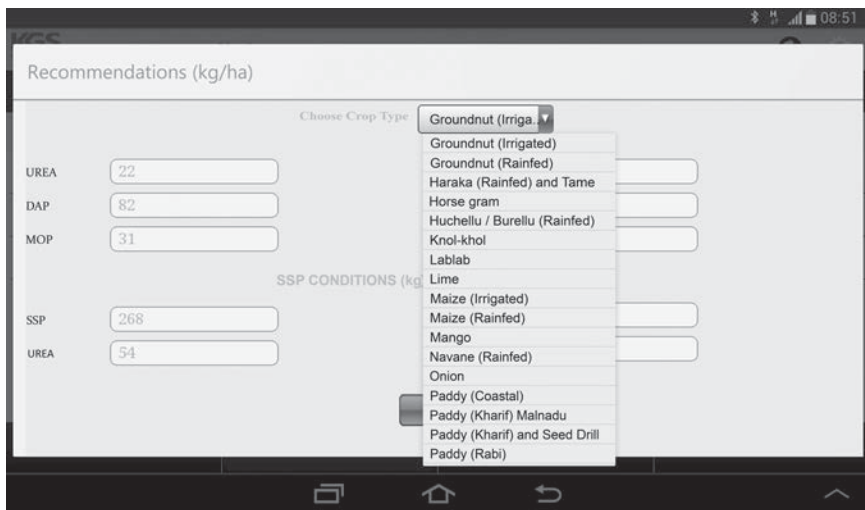 H 08:51
KGS
Recommendations (kg/ha)
Choose Crop Type Groundnut (Irriga..
Groundnut (Irrigated)
Groundnut (Rainfed)
Haraka (Rainfed) and Tame
Horse gram
Huchellu / Burellu (Rainfed)
Knol-khol
Lablab
Lime
Maize (Irrigated)
Maize (Rainfed)
Mango
Navane (Rainfed)
Onion
Paddy (Coastal)
Paddy (Kharif) Malnadu
Paddy (Kharif) and Seed Drill
Paddy (Rabi)
UREA 22
DAP 82
MOP 31
SSP CONDITIONS (kg
SSP 268
UREA 54